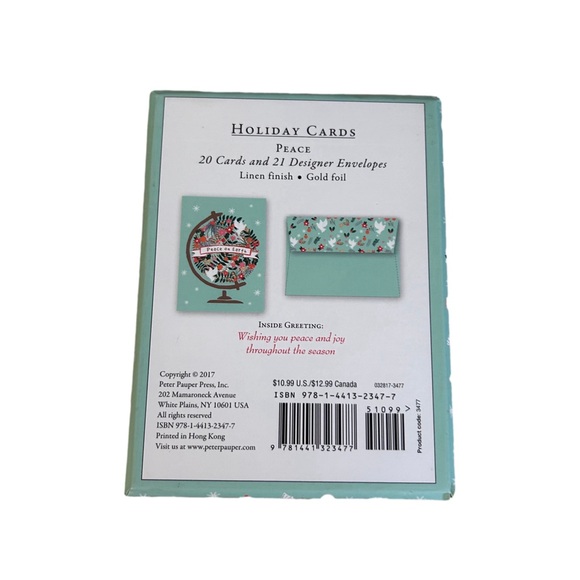 HOLIDAY CARDS
PEACE
20 Cards and 21 Designer Envelopes
Linen finish • Gold foil
Peace on Earth
INSIDE GREETING:
Wishing you peace and joy
throughout the season
Copyright © 2017
Peter Pauper Press, Inc.
202 Mamaroneck Avenue
White Plains, NY 10601 USA
All rights reserved
ISBN 978-1-4413-2347-7
Printed in Hong Kong
Visit us at www.peterpauper.com
$10.99 U.S./$12.99 Canada 032817-3477
ISBN 978-1-4413-2347-7
51099 >
9 781441 323477
Product code: 3477